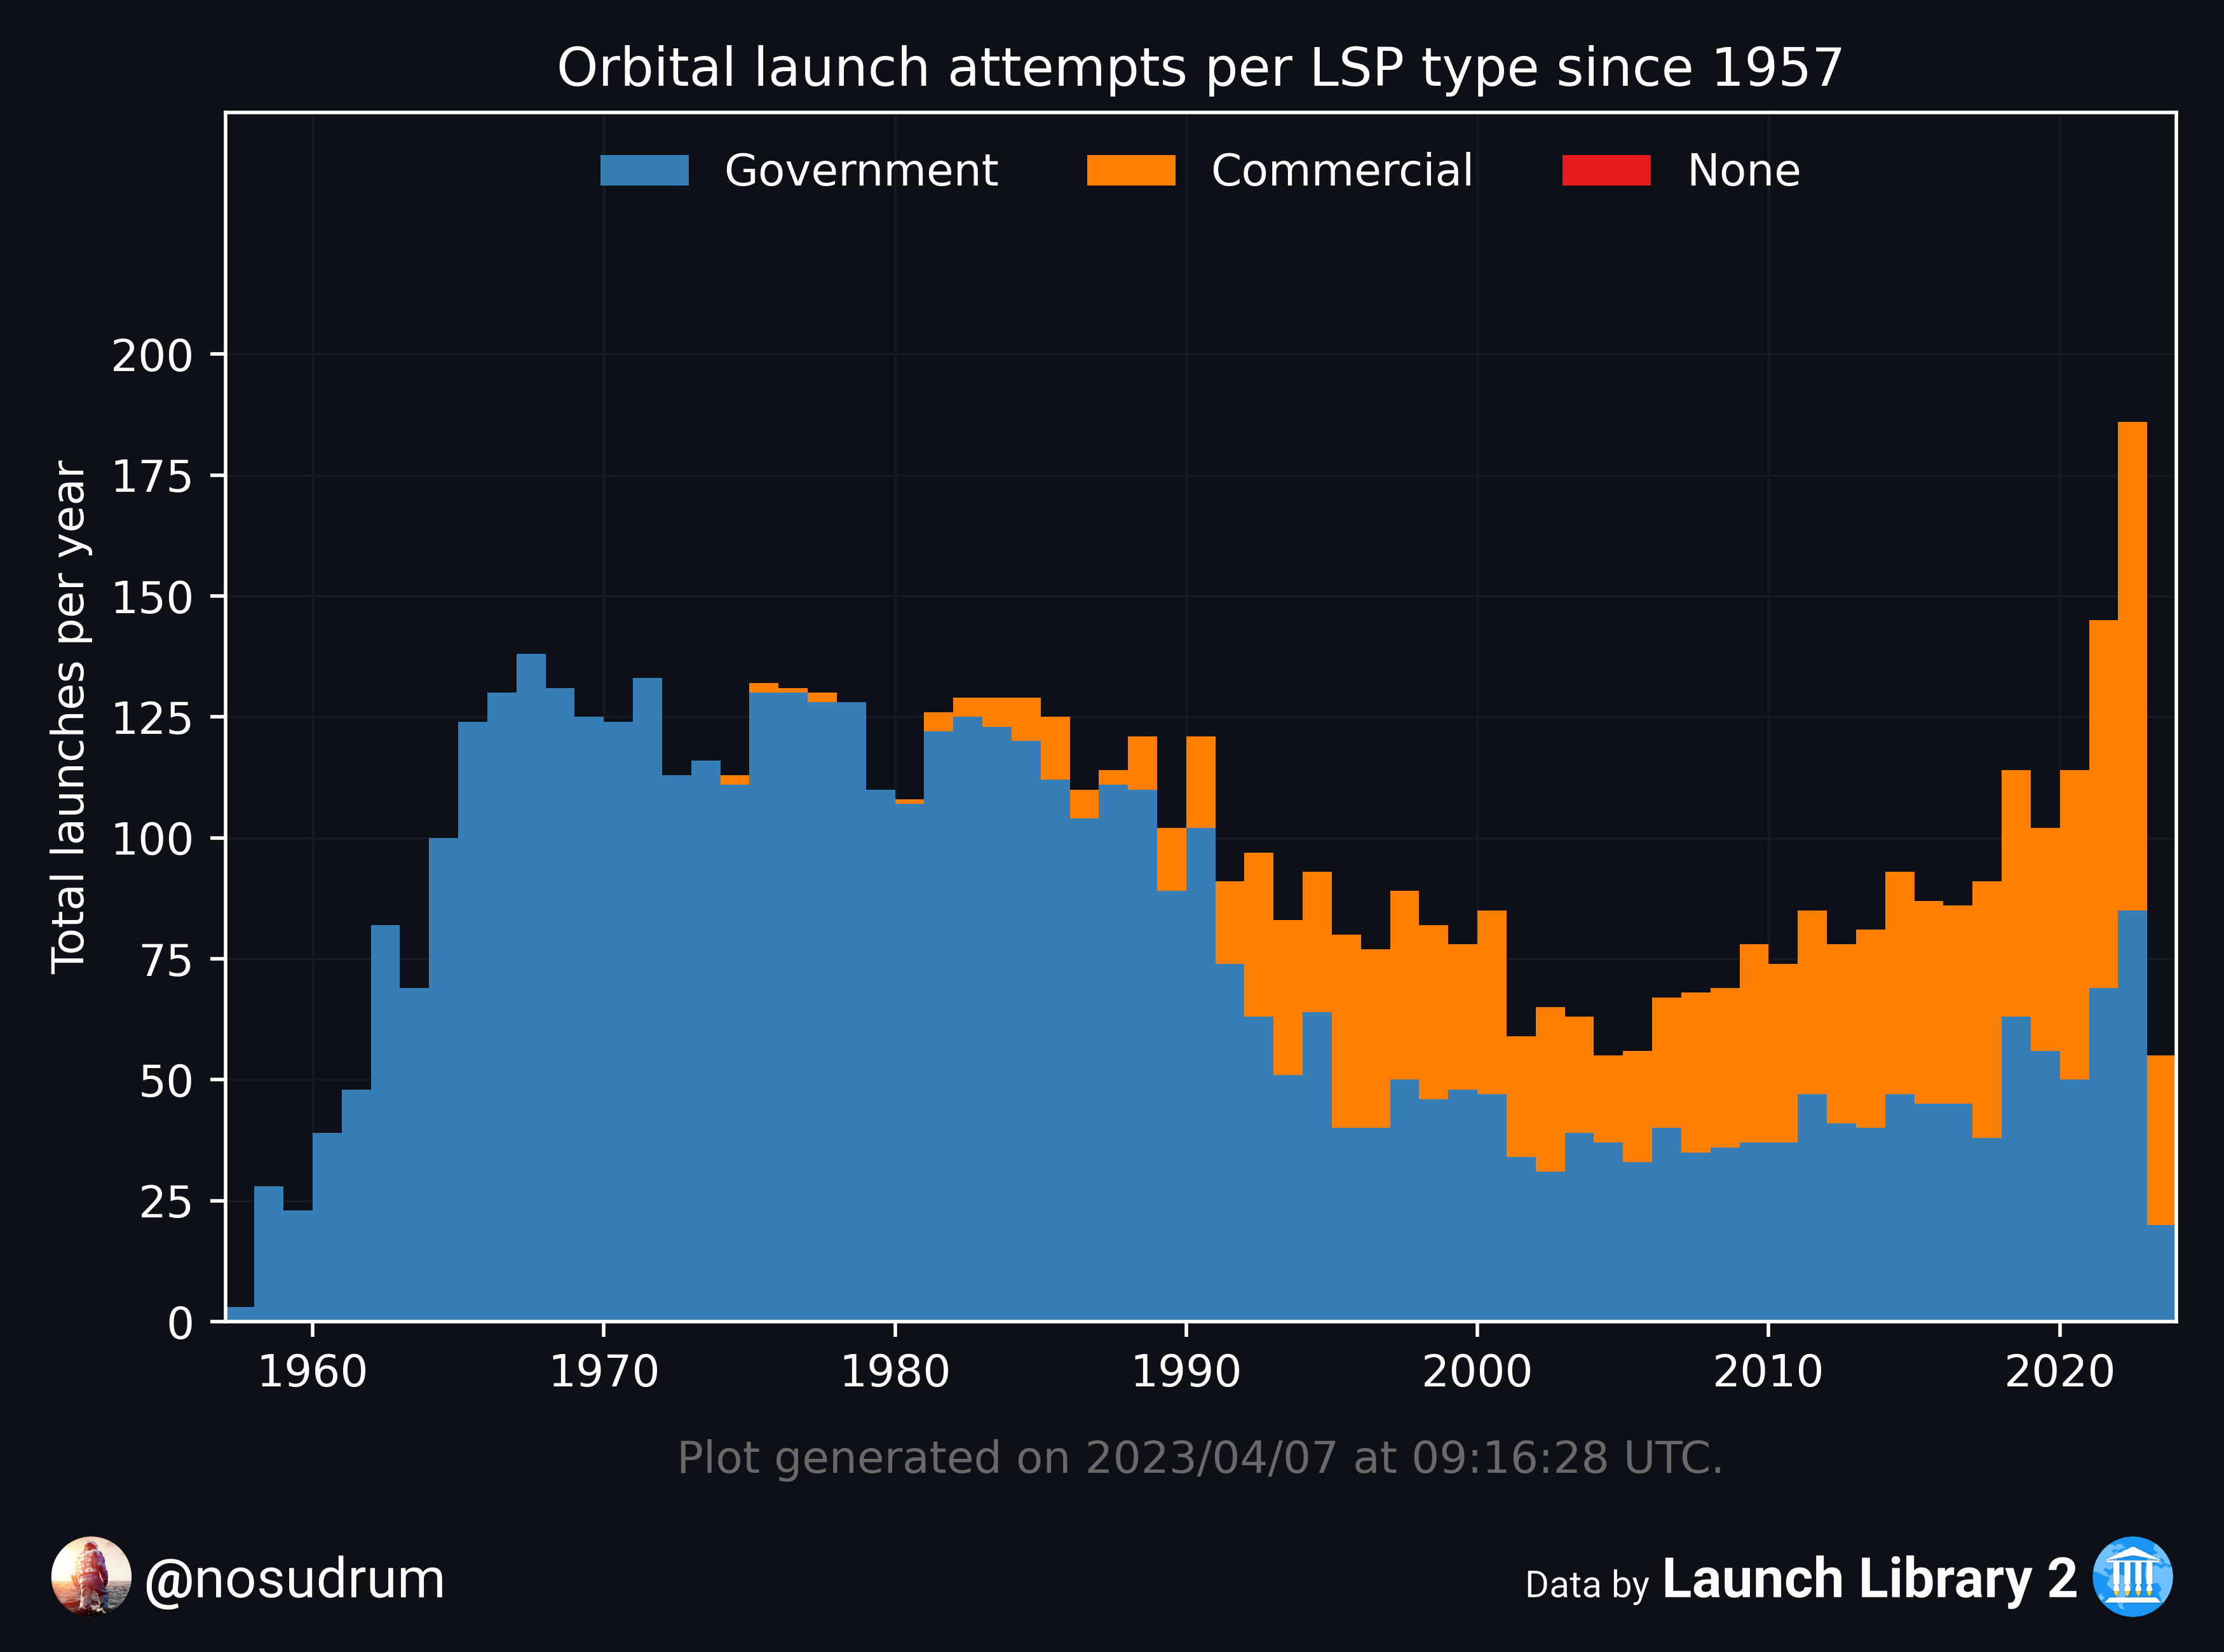 Orbital launch attempts per LSP type since 1957
Government Commercial None
Total launches per year
200
175
150
125
100
75
50
25
0
1960 1970 1980 1990 2000 2010 2020
Plot generated on 2023/04/07 at 09:16:28 UTC.
@nosudrum
Data by Launch Library 2